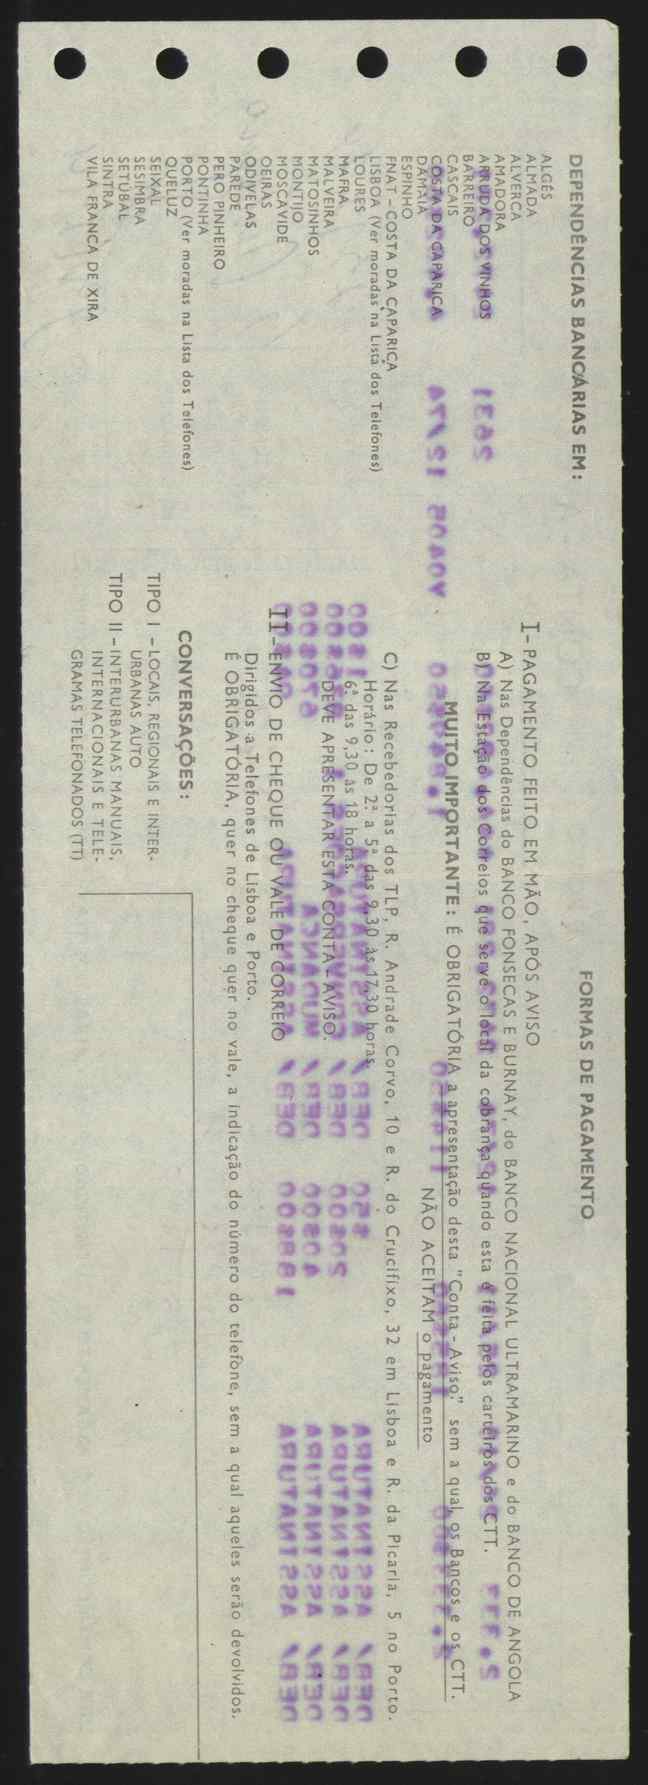 DEPENDÊNCIAS BANCÁRIAS EM:
ALGÉS
ALMADA
ALVERCA
AMADORA
ARRUDA DOS VINHOS
BARREIRO
CASCAIS
COSTA DA CAPARICA
DAMAIA
ESPINHO
FNAT - COSTA DA CAPARICA
LISBOA (Ver moradas na Lista dos Telefones)
LOURES
MAFRA
MALVEIRA
MATOSINHOS
MONTIJO
MOSCAVIDE
OEIRAS
ODIVELAS
PAREDE
PERO PINHEIRO
PONTINHA
PORTO (Ver moradas na Lista dos Telefones)
QUELUZ
SEIXAL
SESIMBRA
SETÚBAL
SINTRA
VILA FRANCA DE XIRA
FORMAS DE PAGAMENTO
I - PAGAMENTO FEITO EM MÃO, APÓS AVISO
A) Nas Dependências do BANCO FONSECAS E BURNAY, do BANCO NACIONAL ULTRAMARINO e do BANCO DE ANGOLA
B) Na Estação dos Correios que serve o local da cobrança quando esta é feita pelos carteiros dos CTT.
MUITO IMPORTANTE: É OBRIGATÓRIA a apresentação desta "Conta - Aviso" sem a qual, os Bancos e os CTT.
NÃO ACEITAM o pagamento
C) Nas Recebedorias dos TLP, R. Andrade Corvo, 10 e R. do Crucifixo, 32 em Lisboa e R. da Picaria, 5 no Porto.
Horário: De 2ª a 5ª das 9,30 às 17,30 horas
6ª das 9,30 às 18 horas.
DEVE APRESENTAR ESTA CONTA - AVISO.
II - ENVIO DE CHEQUE OU VALE DE CORREIO
Dirigidos a Telefones de Lisboa e Porto.
É OBRIGATÓRIA, quer no cheque quer no vale, a indicação do número do telefone, sem a qual aqueles serão devolvidos.
CONVERSAÇÕES:
TIPO I - LOCAIS, REGIONAIS E INTER-
URBANAS AUTO
TIPO II - INTERURBANAS MANUAIS,
INTERNACIONAIS E TELE-
GRAMAS TELEFONADOS (TT)